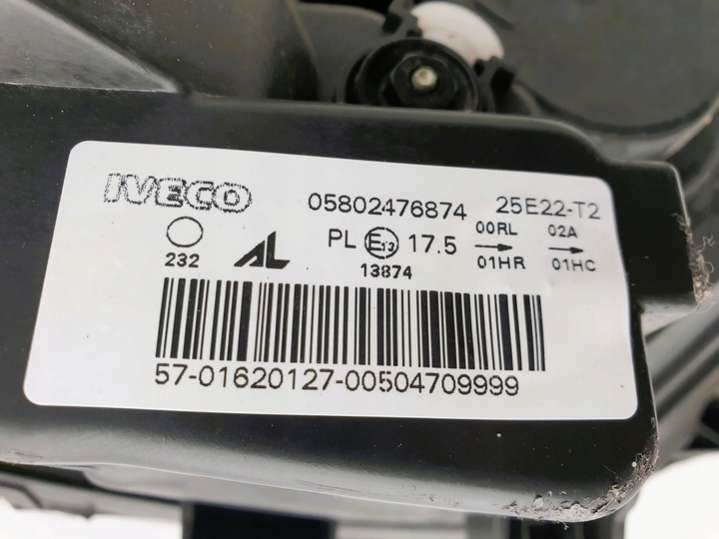 IVECO 05802476874 25E22-T2
232 AL PL E13 17.5 00RL 02A
13874 01HR 01HC
57-01620127-00504709999